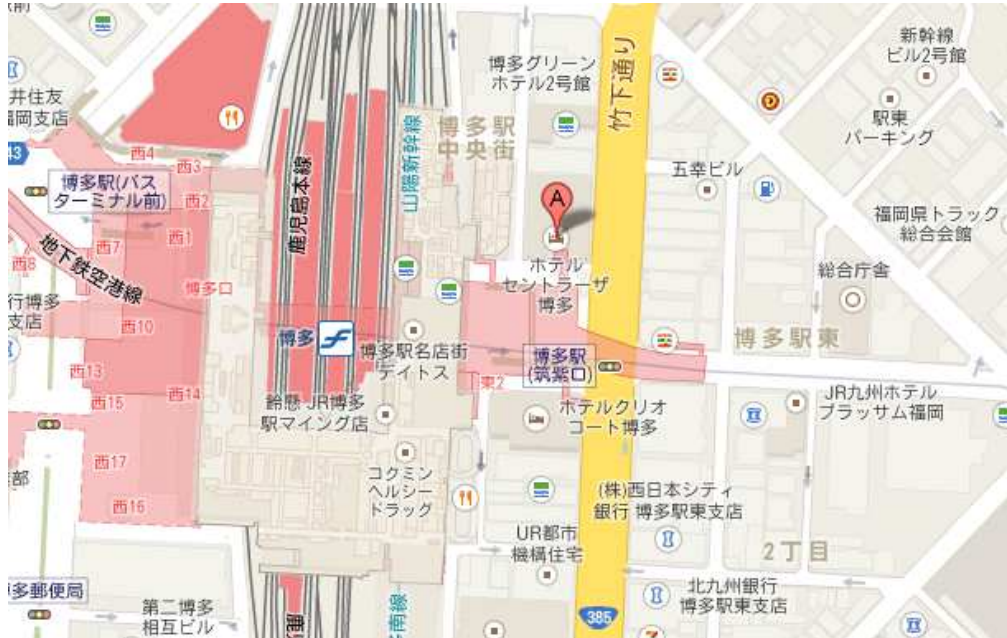 新幹線
ビル2号館
博多グリーン
ホテル2号館
竹下通り
井住友
福岡支店
駅東
パーキング
博多駅
中央街
山陽新幹線
鹿児島本線
西4
西3
43
博多駅(バス
ターミナル前)
西2
五幸ビル
A
西7
西1
福岡県トラック
総合会館
地下鉄空港線
西8
ホテル
セントラーザ
博多
総合庁舎
博多口
行博多
支店
西10
博多
博多駅名店街
デイトス
博多駅
(筑紫口)
博多駅東
西13
東2
西14
西15
鈴懸 JR博多
駅マイング店
ホテルクリオ
コート博多
JR九州ホテル
ブラッサム福岡
西17
コクミン
ヘルシー
ドラッグ
西16
(株)西日本シティ
銀行 博多駅東支店
UR都市
機構住宅
2丁目
多郵便局
北九州銀行
博多駅東支店
第二博多
相互ビル
多南線
385